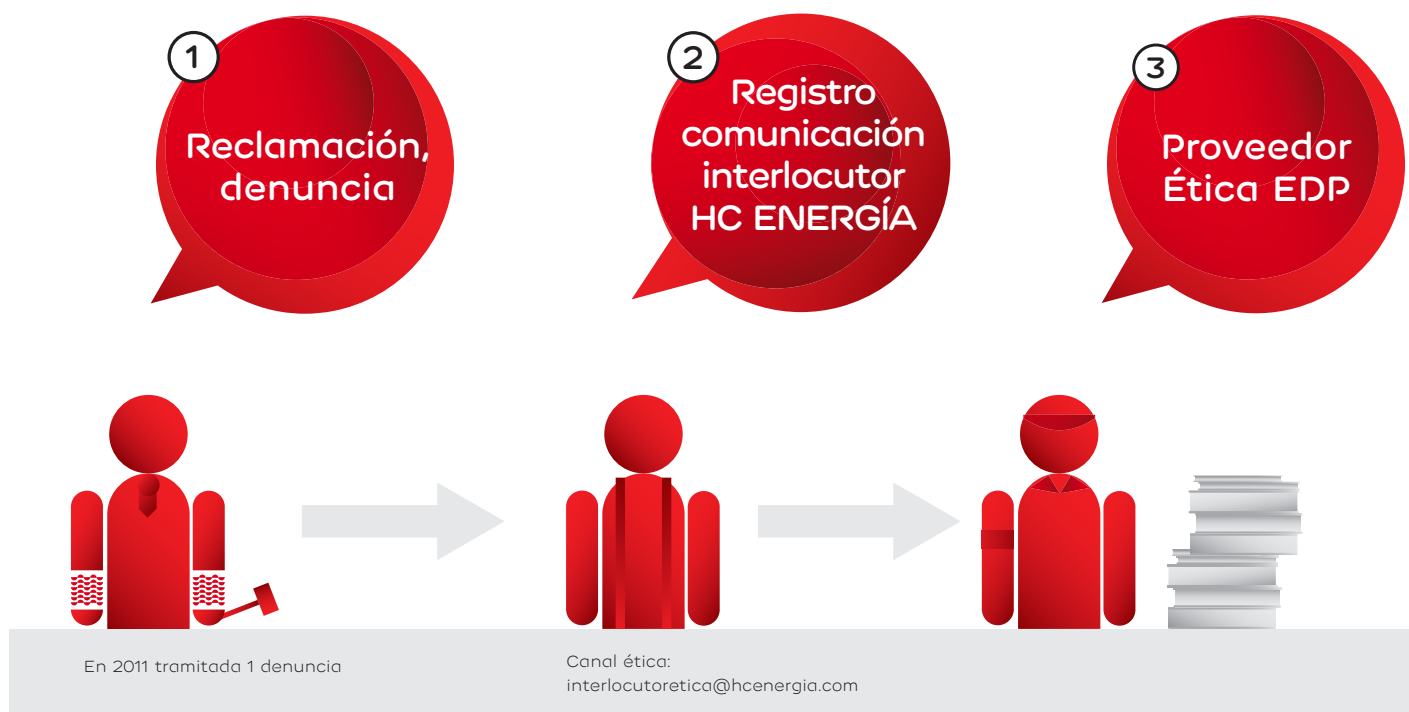 1
Reclamación,
denuncia
2
Registro
comunicación
interlocutor
HC ENERGÍA
3
Proveedor
Ética EDP
En 2011 tramitada 1 denuncia
Canal ética:
interlocutoretica@hcenergia.com